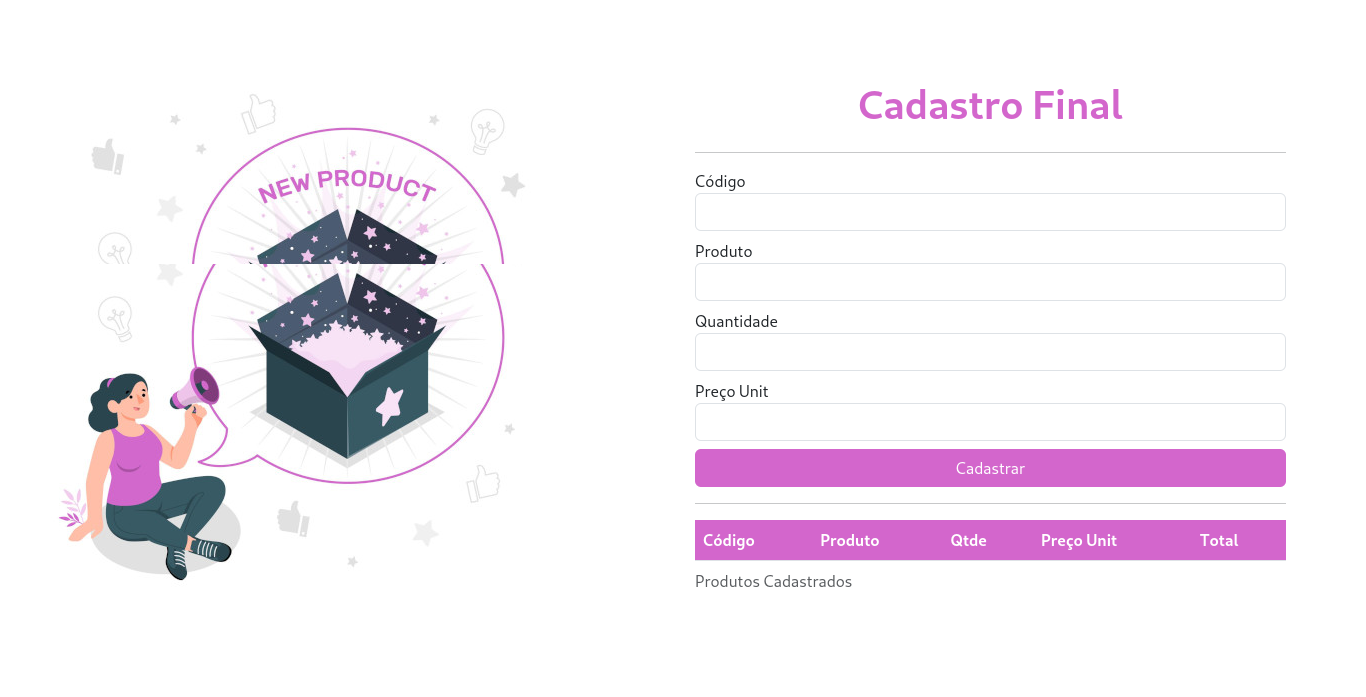 NEW PRODUCT
Cadastro Final
Código
Produto
Quantidade
Preço Unit
Cadastrar
Código Produto Qtde Preço Unit Total
Produtos Cadastrados